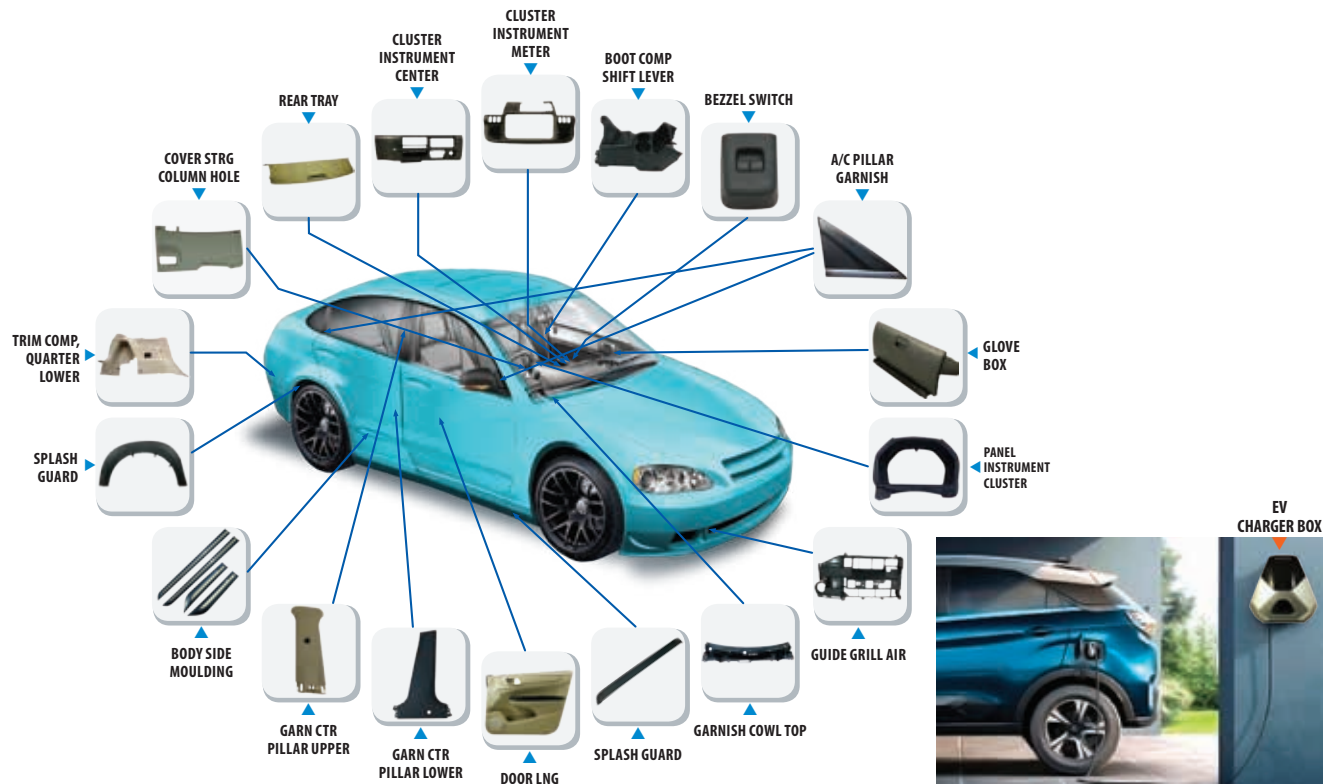 CLUSTER
INSTRUMENT
METER
CLUSTER
INSTRUMENT
CENTER
BOOT COMP
SHIFT LEVER
REAR TRAY
BEZZEL SWITCH
COVER STRG
COLUMN HOLE
A/C PILLAR
GARNISH
TRIM COMP,
QUARTER
LOWER
GLOVE
BOX
SPLASH
GUARD
PANEL
INSTRUMENT
CLUSTER
EV
CHARGER BOX
BODY SIDE
MOULDING
GUIDE GRILL AIR
GARN CTR
PILLAR UPPER
GARN CTR
PILLAR LOWER
DOOR LNG
SPLASH GUARD
GARNISH COWL TOP